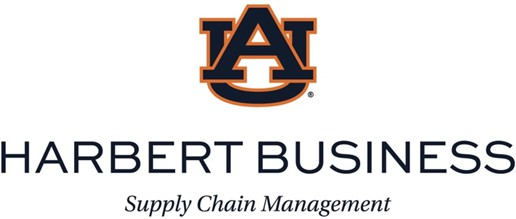 AU®
HARBERT BUSINESS
Supply Chain Management